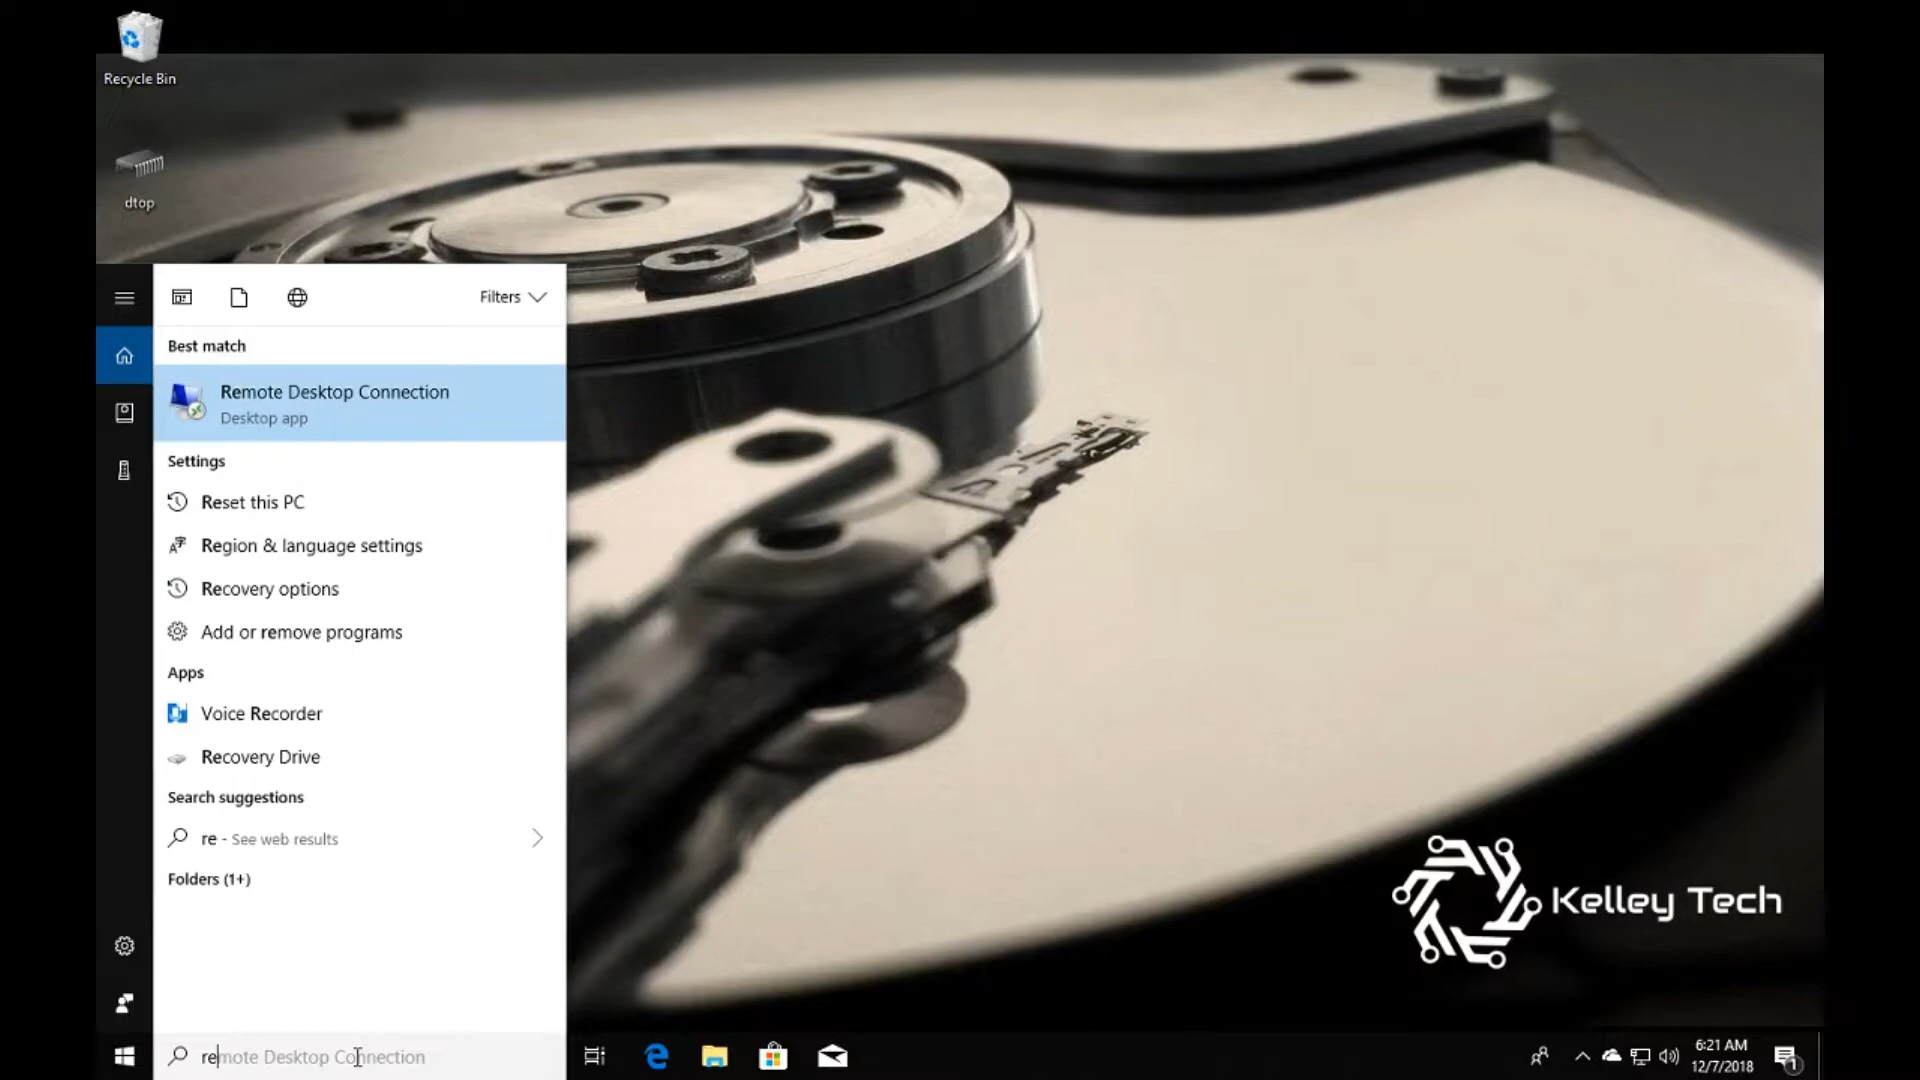 Recycle Bin
dtop
Filters
Best match
Remote Desktop Connection
Desktop app
Settings
Reset this PC
Region & language settings
Recovery options
Add or remove programs
Apps
Voice Recorder
Recovery Drive
Search suggestions
re - See web results
Folders (1+)
remote Desktop Connection
Kelley Tech
6:21 AM
12/7/2018
1